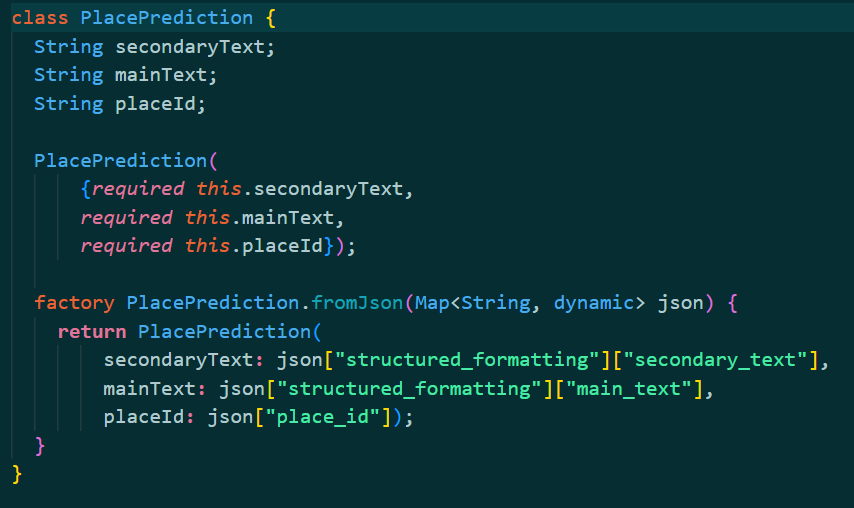 class PlacePrediction {
  String secondaryText;
  String mainText;
  String placeId;

  PlacePrediction(
      {required this.secondaryText,
      required this.mainText,
      required this.placeId});

  factory PlacePrediction.fromJson(Map<String, dynamic> json) {
    return PlacePrediction(
        secondaryText: json["structured_formatting"]["secondary_text"],
        mainText: json["structured_formatting"]["main_text"],
        placeId: json["place_id"]);
  }
}